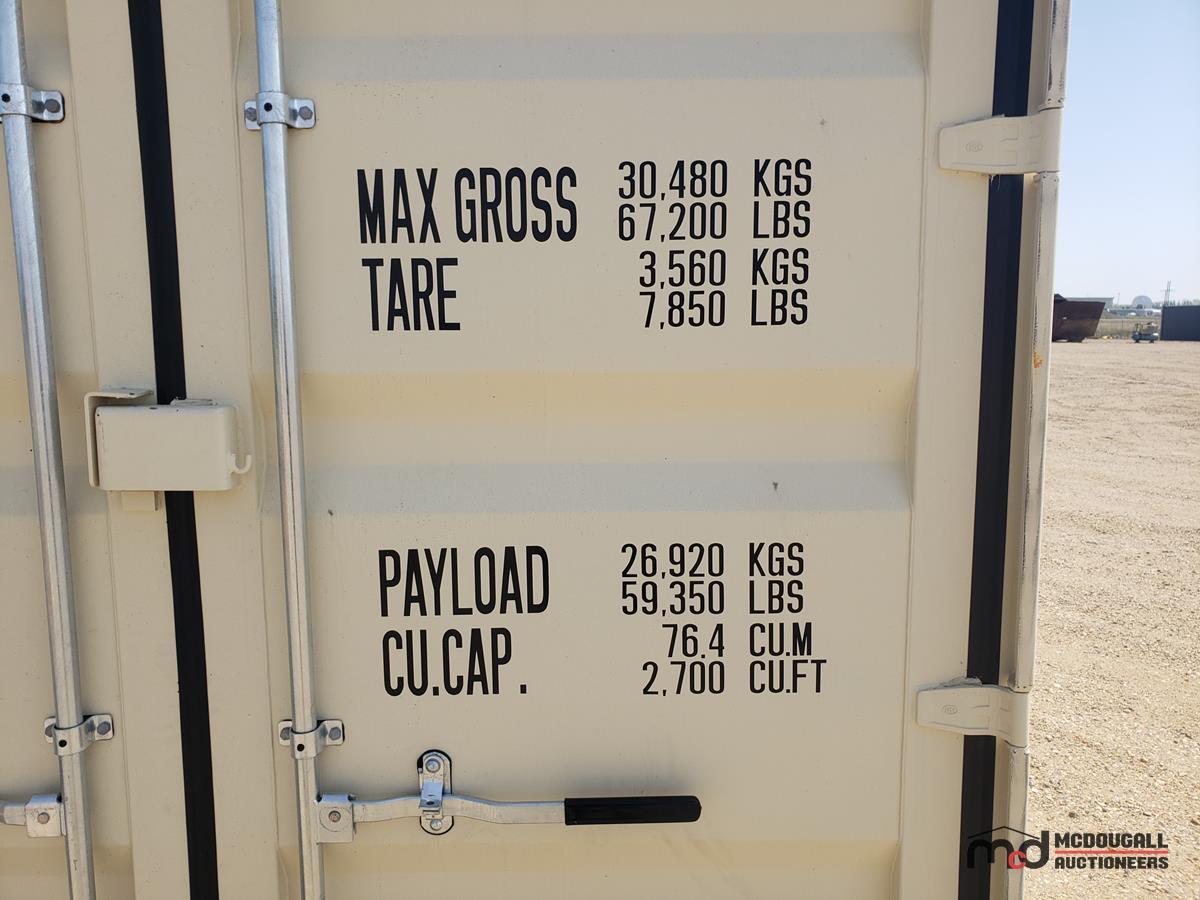 MAX GROSS 30,480 KGS
67,200 LBS
TARE 3,560 KGS
7,850 LBS
PAYLOAD 26,920 KGS
59,350 LBS
CU.CAP. 76.4 CU.M
2,700 CU.FT
mcd MCDOUGALL
AUCTIONEERS